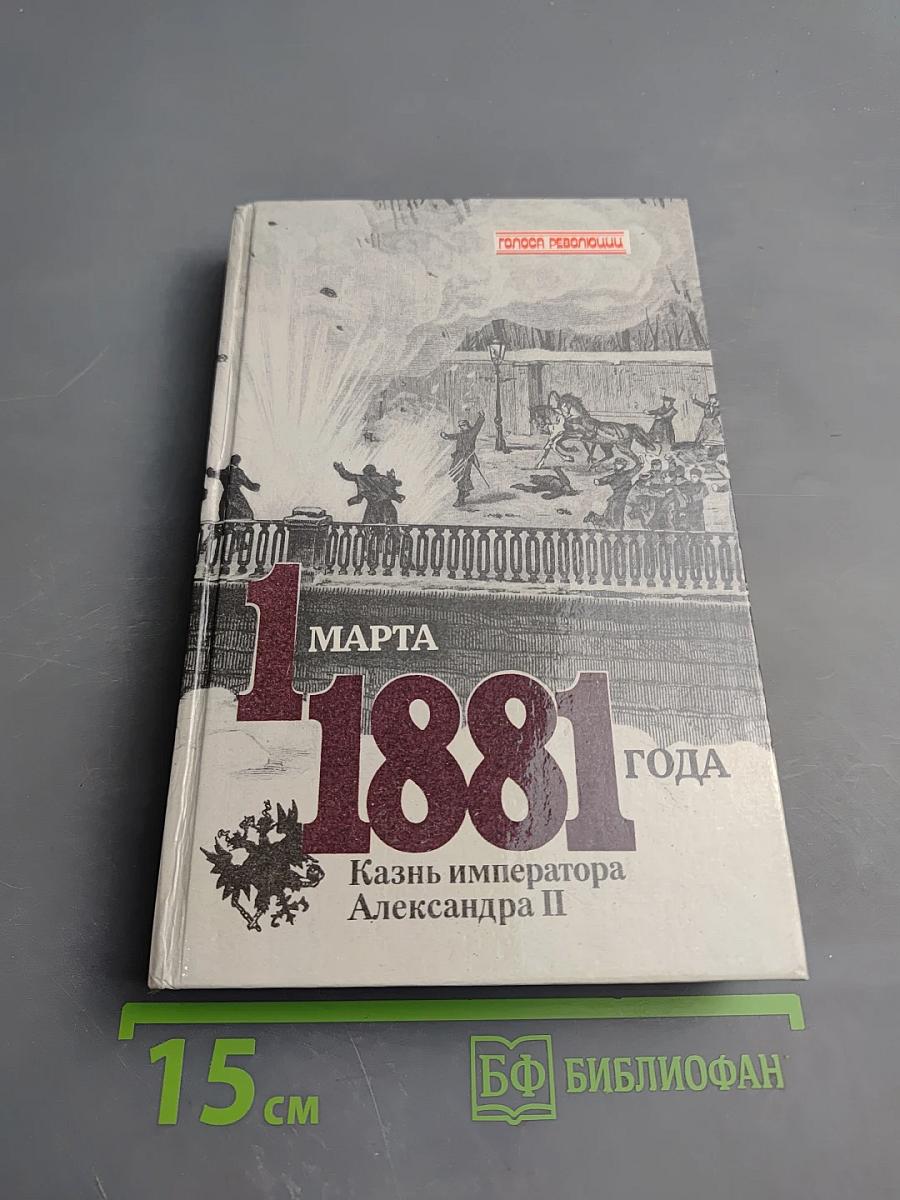 ГОЛОСА РЕВОЛЮЦИИ
1 МАРТА
1881 ГОДА
Казнь императора
Александра II
15 см
БФ БИБЛИОФАН